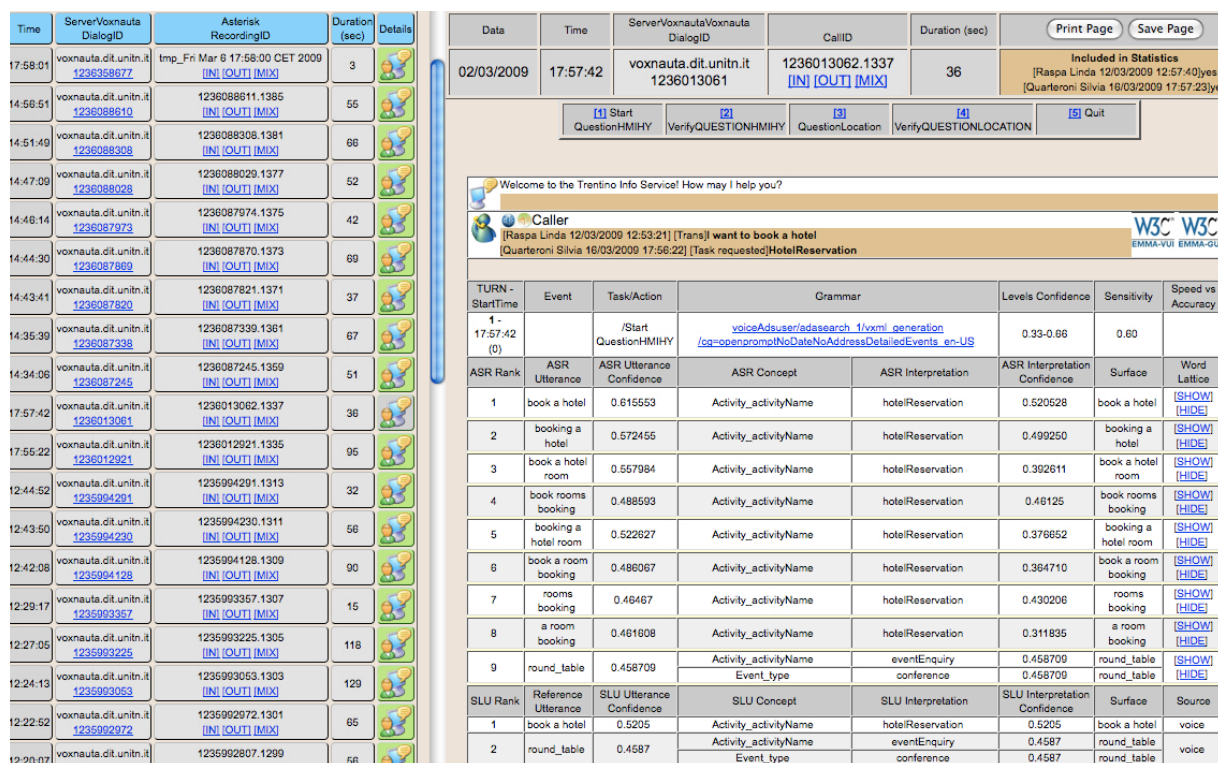 Time ServerVoxnauta DialogID Asterisk RecordingID Duration (sec) Details
17:58:01 voxnauta.dit.unitn.it 1236358677 tmp_Fri Mar 6 17:58:00 CET 2009 [IN] [OUT] [MIX] 3
14:56:51 voxnauta.dit.unitn.it 1236088610 1236088611.1385 [IN] [OUT] [MIX] 55
14:51:49 voxnauta.dit.unitn.it 1236088308 1236088308.1381 [IN] [OUT] [MIX] 66
14:47:09 voxnauta.dit.unitn.it 1236088028 1236088029.1377 [IN] [OUT] [MIX] 52
14:46:14 voxnauta.dit.unitn.it 1236087973 1236087974.1375 [IN] [OUT] [MIX] 42
14:44:30 voxnauta.dit.unitn.it 1236087869 1236087870.1373 [IN] [OUT] [MIX] 69
14:43:41 voxnauta.dit.unitn.it 1236087820 1236087821.1371 [IN] [OUT] [MIX] 37
14:35:39 voxnauta.dit.unitn.it 1236087338 1236087339.1361 [IN] [OUT] [MIX] 67
14:34:06 voxnauta.dit.unitn.it 1236087245 1236087245.1359 [IN] [OUT] [MIX] 51
17:57:42 voxnauta.dit.unitn.it 1236013061 1236013062.1337 [IN] [OUT] [MIX] 36
17:55:22 voxnauta.dit.unitn.it 1236012921 1236012921.1335 [IN] [OUT] [MIX] 95
12:44:52 voxnauta.dit.unitn.it 1235994291 1235994291.1313 [IN] [OUT] [MIX] 32
12:43:50 voxnauta.dit.unitn.it 1235994230 1235994230.1311 [IN] [OUT] [MIX] 56
12:42:08 voxnauta.dit.unitn.it 1235994128 1235994128.1309 [IN] [OUT] [MIX] 90
12:29:17 voxnauta.dit.unitn.it 1235993357 1235993357.1307 [IN] [OUT] [MIX] 15
12:27:05 voxnauta.dit.unitn.it 1235993225 1235993225.1305 [IN] [OUT] [MIX] 118
12:24:13 voxnauta.dit.unitn.it 1235993053 1235993053.1303 [IN] [OUT] [MIX] 129
12:22:52 voxnauta.dit.unitn.it 1235992972 1235992972.1301 [IN] [OUT] [MIX] 65
12:20:07 voxnauta.dit.unitn.it 1235992807.1299 56
Data Time ServerVoxnautaVoxnauta DialogID CallID Duration (sec) Print Page Save Page
02/03/2009 17:57:42 voxnauta.dit.unitn.it 1236013061 1236013062.1337 [IN] [OUT] [MIX] 36
Included in Statistics
[Raspa Linda 12/03/2009 12:57:40]yes
[Quarteroni Silvia 16/03/2009 17:57:23]ye
[1] Start QuestionHMIHY [2] VerifyQUESTIONHMIHY [3] QuestionLocation [4] VerifyQUESTIONLOCATION [5] Quit
Welcome to the Trentino Info Service! How may I help you?
Caller
[Raspa Linda 12/03/2009 12:53:21] [Trans]I want to book a hotel
[Quarteroni Silvia 16/03/2009 17:56:22] [Task requested]HotelReservation
W3C EMMA-VUI W3C EMMA-GU
TURN - StartTime Event Task/Action Grammar Levels Confidence Sensitivity Speed vs Accuracy
1 - 17:57:42 (0) /Start QuestionHMIHY voiceAdsuser/adasearch_1/vxml_generation /cg=openpromptNoDateNoAddressDetailedEvents_en-US 0.33-0.66 0.60
ASR Rank ASR Utterance ASR Utterance Confidence ASR Concept ASR Interpretation ASR Interpretation Confidence Surface Word Lattice
1 book a hotel 0.615553 Activity_activityName hotelReservation 0.520528 book a hotel [SHOW] [HIDE]
2 booking a hotel 0.572455 Activity_activityName hotelReservation 0.499250 booking a hotel [SHOW] [HIDE]
3 book a hotel room 0.557984 Activity_activityName hotelReservation 0.392611 book a hotel room [SHOW] [HIDE]
4 book rooms booking 0.488593 Activity_activityName hotelReservation 0.46125 book rooms booking [SHOW] [HIDE]
5 booking a hotel room 0.522627 Activity_activityName hotelReservation 0.376652 booking a hotel room [SHOW] [HIDE]
6 book a room booking 0.486067 Activity_activityName hotelReservation 0.364710 book a room booking [SHOW] [HIDE]
7 rooms booking 0.46467 Activity_activityName hotelReservation 0.430206 rooms booking [SHOW] [HIDE]
8 a room booking 0.461608 Activity_activityName hotelReservation 0.311835 a room booking [SHOW] [HIDE]
9 round_table 0.458709 Activity_activityName eventEnquiry 0.458709 round_table [SHOW] [HIDE]
Event_type conference 0.458709 round_table
SLU Rank Reference Utterance SLU Utterance Confidence SLU Concept SLU Interpretation SLU Interpretation Confidence Surface Source
1 book a hotel 0.5205 Activity_activityName hotelReservation 0.5205 book a hotel voice
2 round_table 0.4587 Activity_activityName eventEnquiry 0.4587 round_table voice
Event_type conference 0.4587 round_table